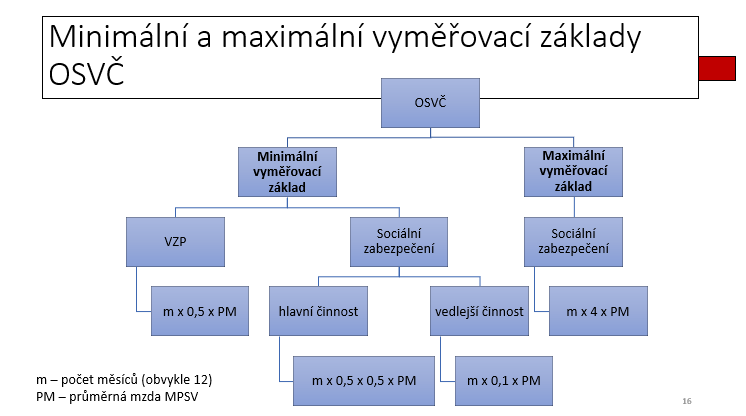 Minimální a maximální vyměřovací základy
OSVČ
OSVČ
Minimální
vyměřovací
základ
Maximální
vyměřovací
základ
VZP
Sociální
zabezpečení
Sociální
zabezpečení
m x 0,5 x PM
hlavní činnost
vedlejší činnost
m x 4 x PM
m x 0,5 x 0,5 x PM
m x 0,1 x PM
m – počet měsíců (obvykle 12)
PM – průměrná mzda MPSV
16